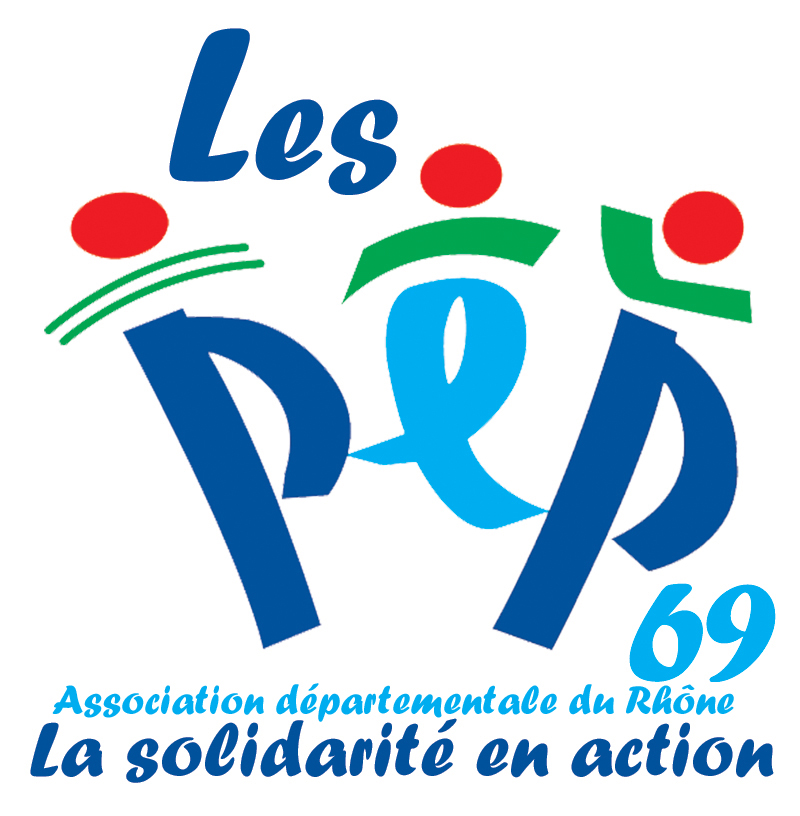 Les
pep
69
Association départementale du Rhône
La solidarité en action